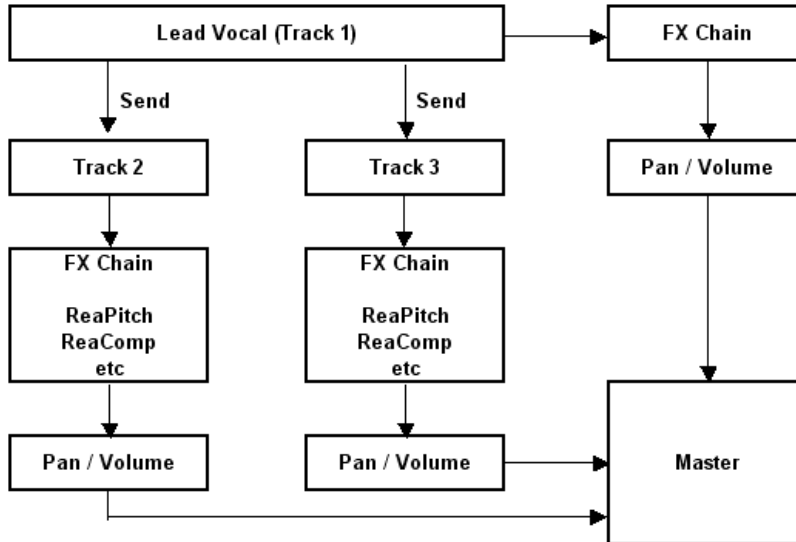 Lead Vocal (Track 1)
FX Chain
Send
Send
Track 2
Track 3
Pan / Volume
FX Chain
ReaPitch
ReaComp
etc
FX Chain
ReaPitch
ReaComp
etc
Pan / Volume
Pan / Volume
Master